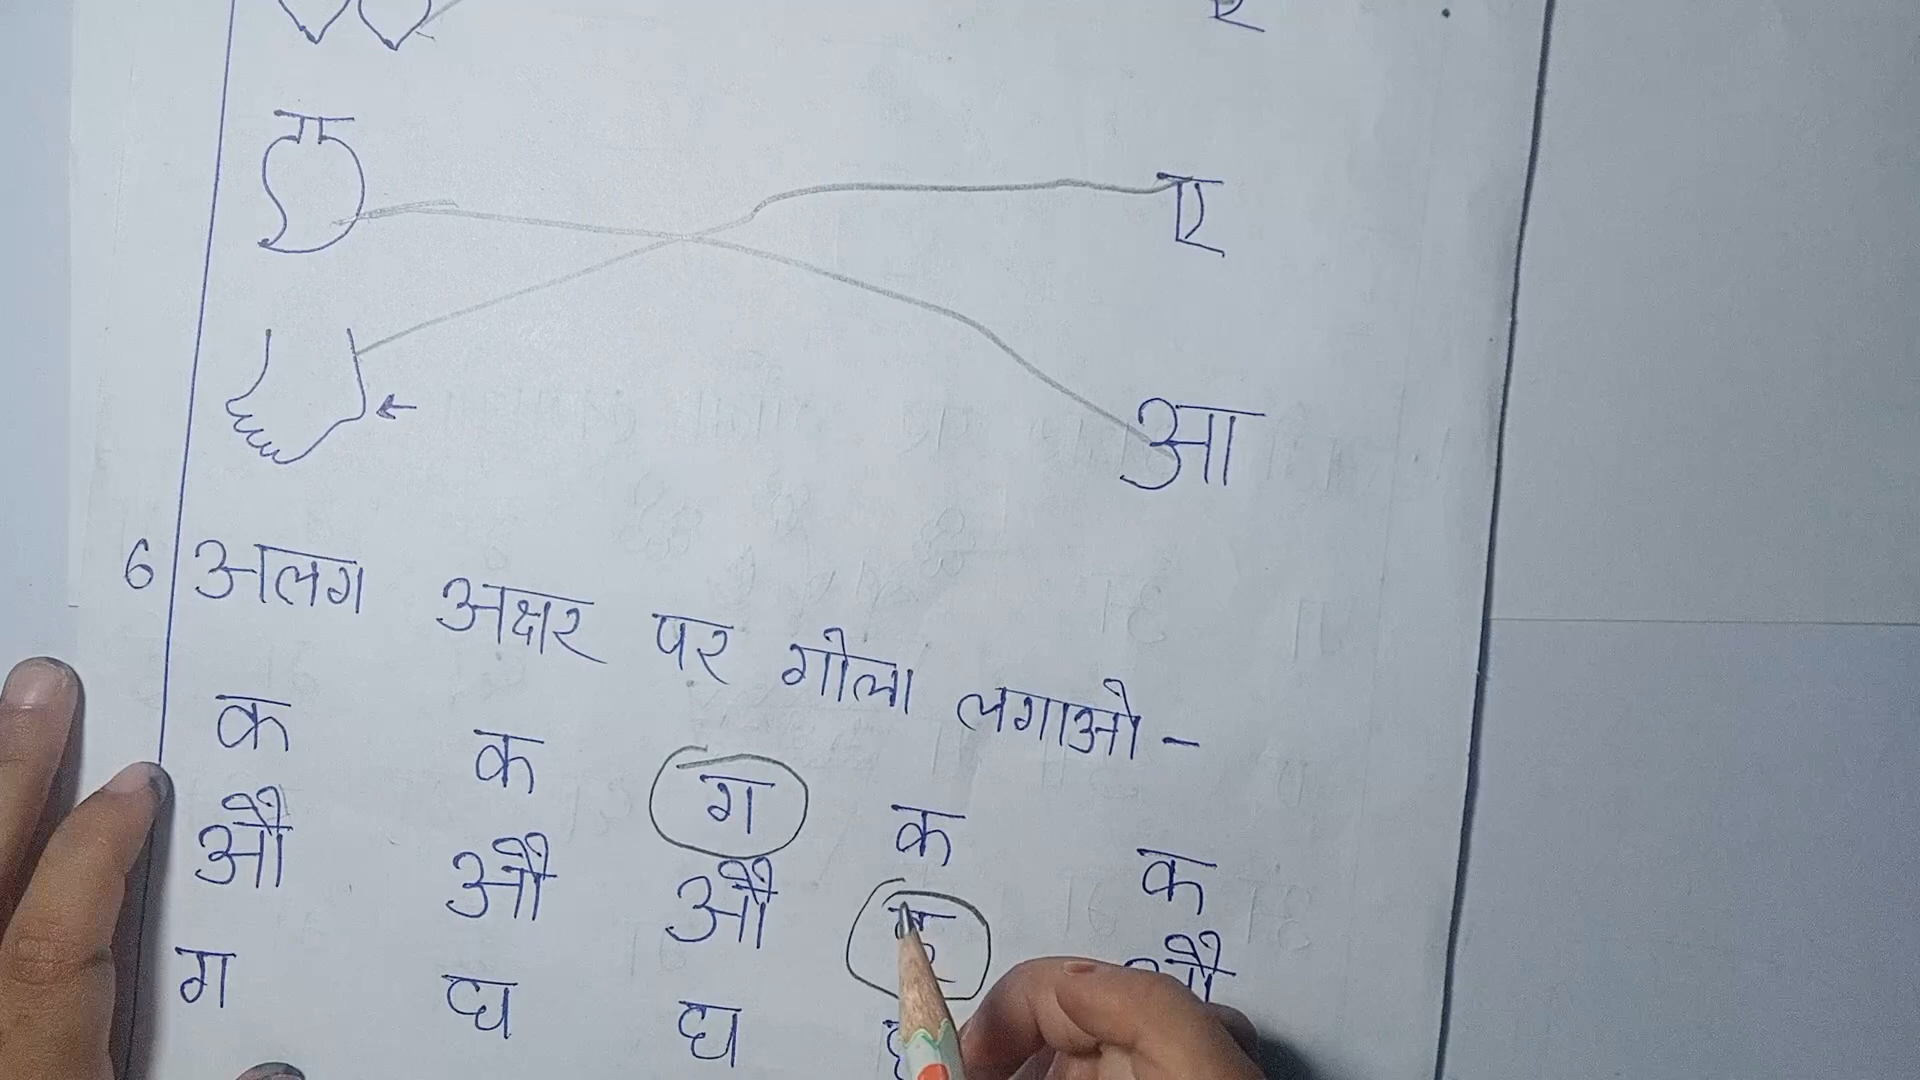 ए
आ
6 अलग अक्षर पर गोला लगाओ -
क क ग क क
औ औ औ औ
ग घ घ